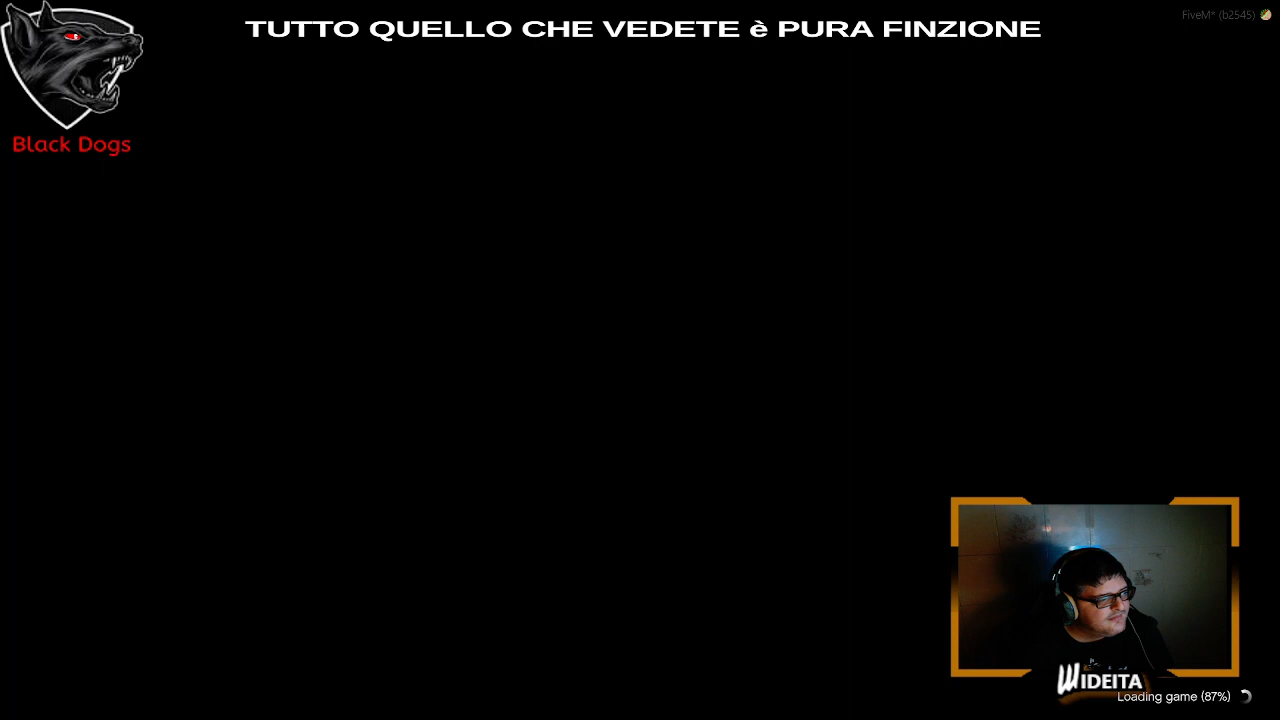 TUTTO QUELLO CHE VEDETE è PURA FINZIONE
FiveM* (b2545)
Black Dogs
WIDEITA
Loading game (87%)